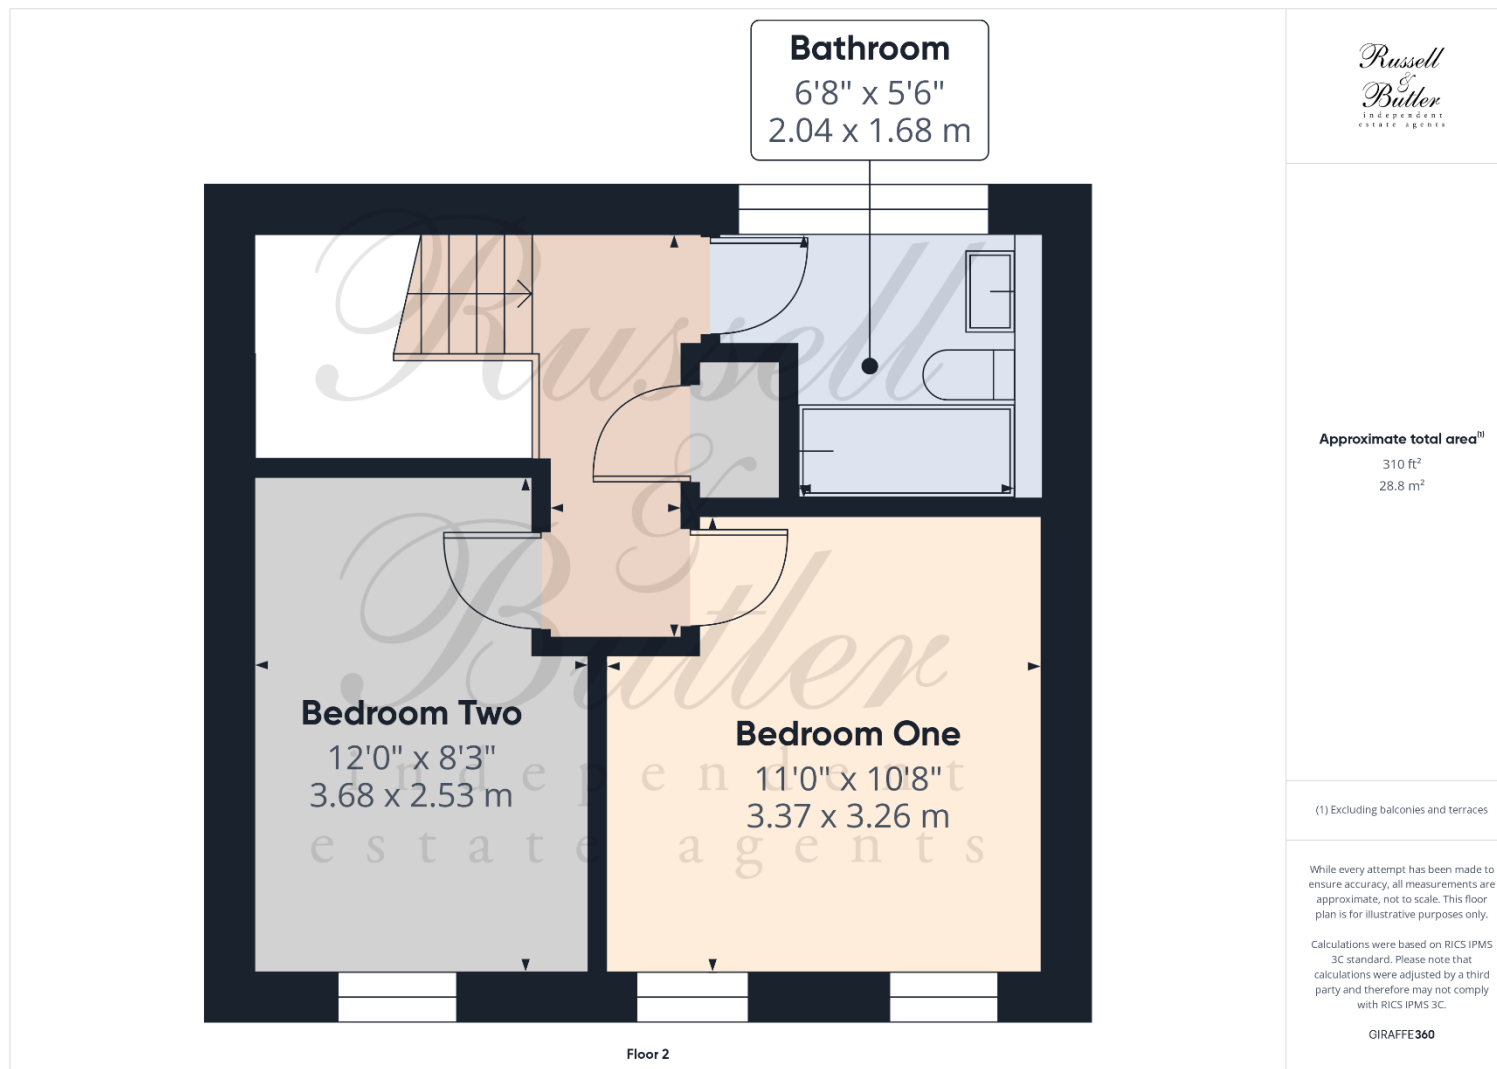 Bathroom
6'8" x 5'6"
2.04 x 1.68 m
Russell
&
Butler
independent
estate agents
Bedroom Two
12'0" x 8'3"
3.68 x 2.53 m
Bedroom One
11'0" x 10'8"
3.37 x 3.26 m
Floor 2
Russell
&
Butler
independent
estate agents
Approximate total area(1)
310 ft²
28.8 m²
(1) Excluding balconies and terraces
While every attempt has been made to
ensure accuracy, all measurements are
approximate, not to scale. This floor
plan is for illustrative purposes only.
Calculations were based on RICS IPMS
3C standard. Please note that
calculations were adjusted by a third
party and therefore may not comply
with RICS IPMS 3C.
GIRAFFE360